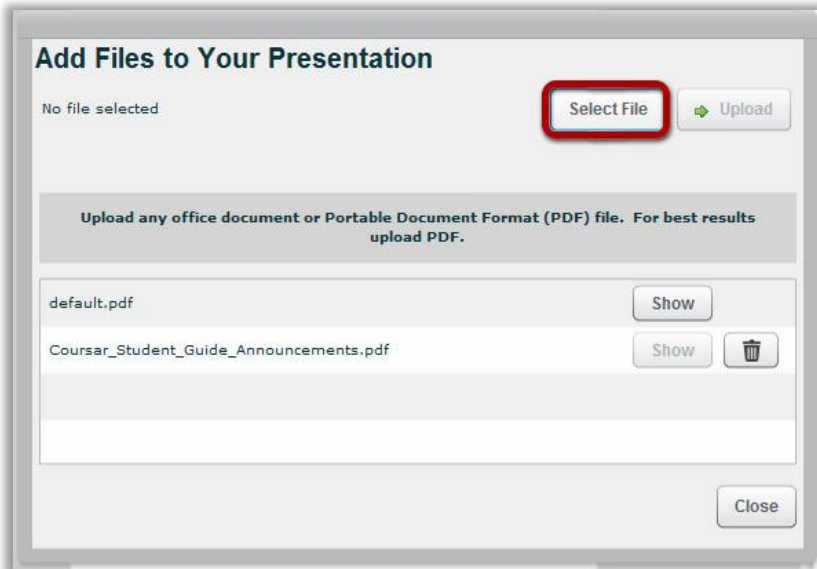 Add Files to Your Presentation
No file selected
Select File
Upload
Upload any office document or Portable Document Format (PDF) file. For best results
upload PDF.
default.pdf
Show
Coursar_Student_Guide_Announcements.pdf
Show
Close